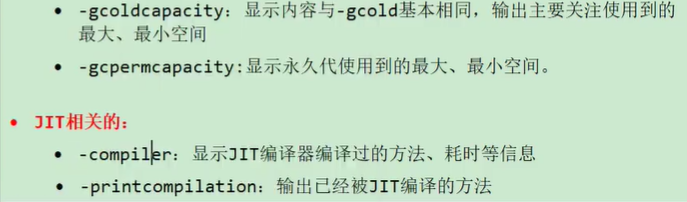 • -gcoldcapacity：显示内容与-gcold基本相同，输出主要关注使用到的
最大、最小空间
• -gcpermcapacity:显示永久代使用到的最大、最小空间。
• JIT相关的：
• -compiler：显示JIT编译器编译过的方法、耗时等信息
• -printcompilation：输出已经被JIT编译的方法